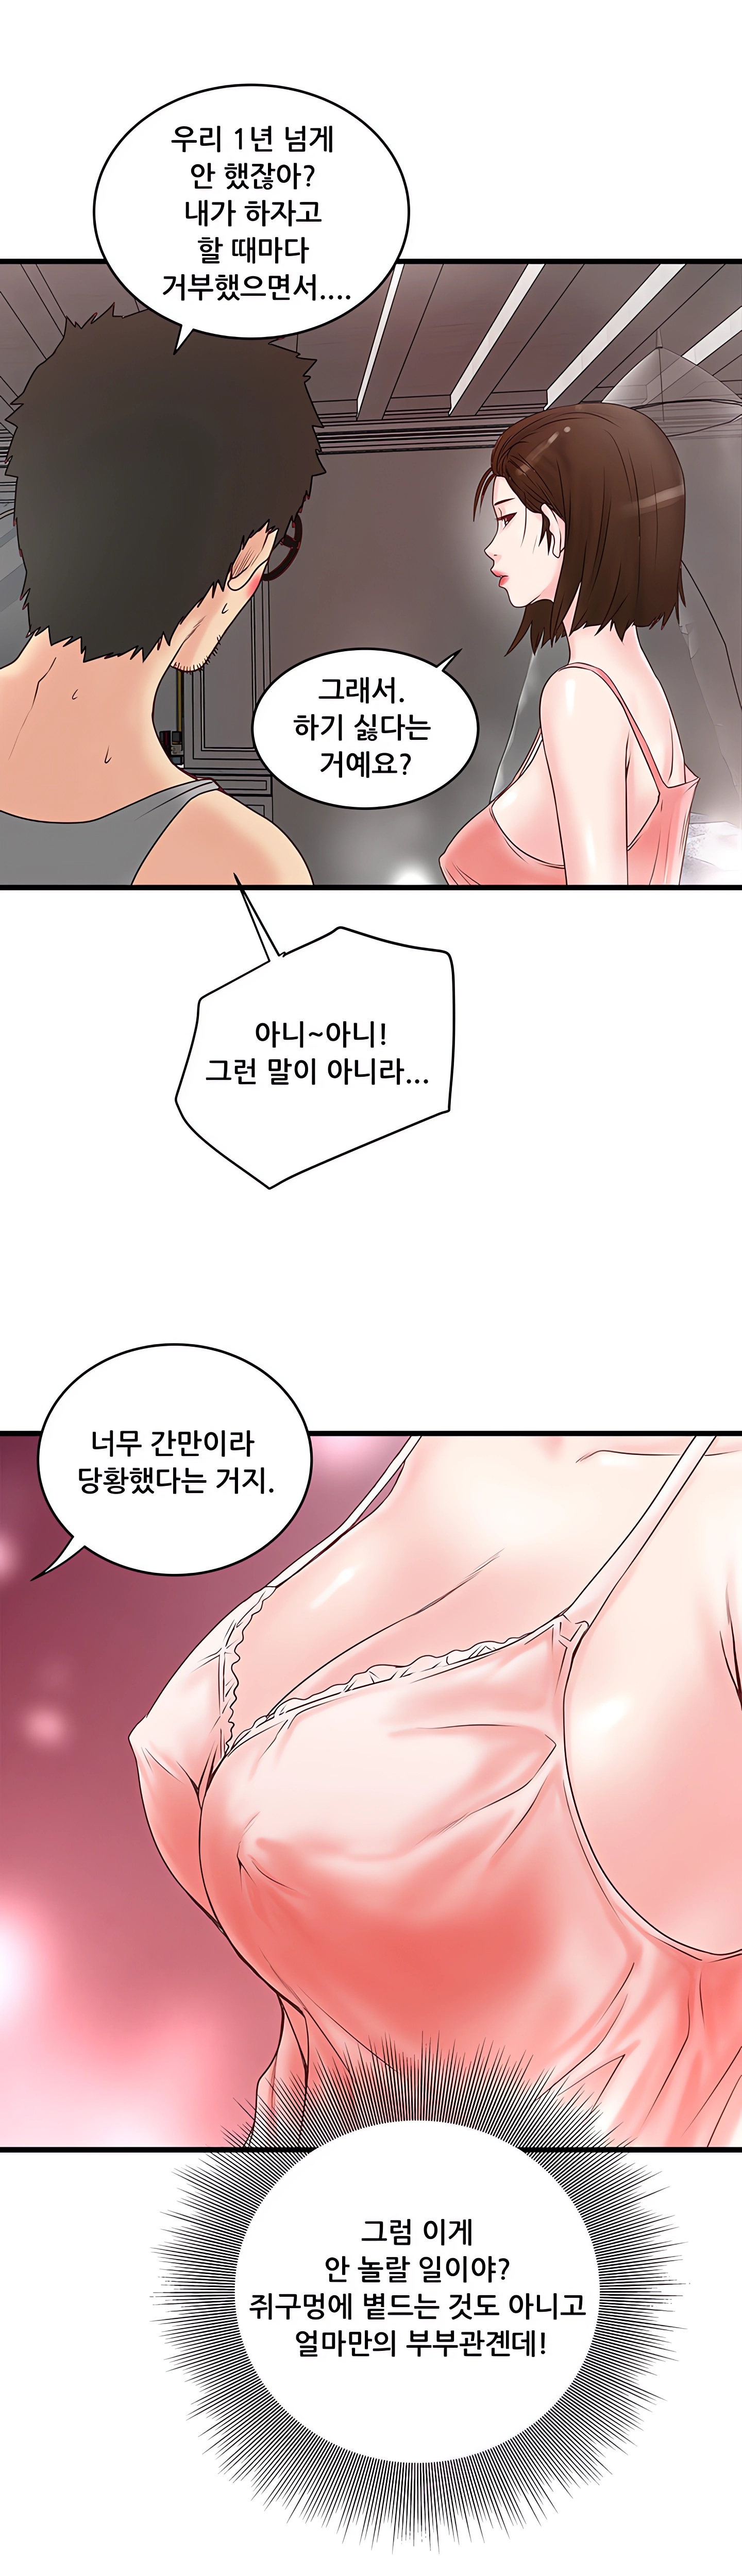 우리 1년 넘게
안 했잖아?
내가 하자고
할 때마다
거부했으면서....
그래서.
하기 싫다는
거예요?
아니~아니!
그런 말이 아니라...
너무 간만이라
당황했다는 거지.
그럼 이게
안 놀랄 일이야?
쥐구멍에 볕드는 것도 아니고
얼마만의 부부관곈데!